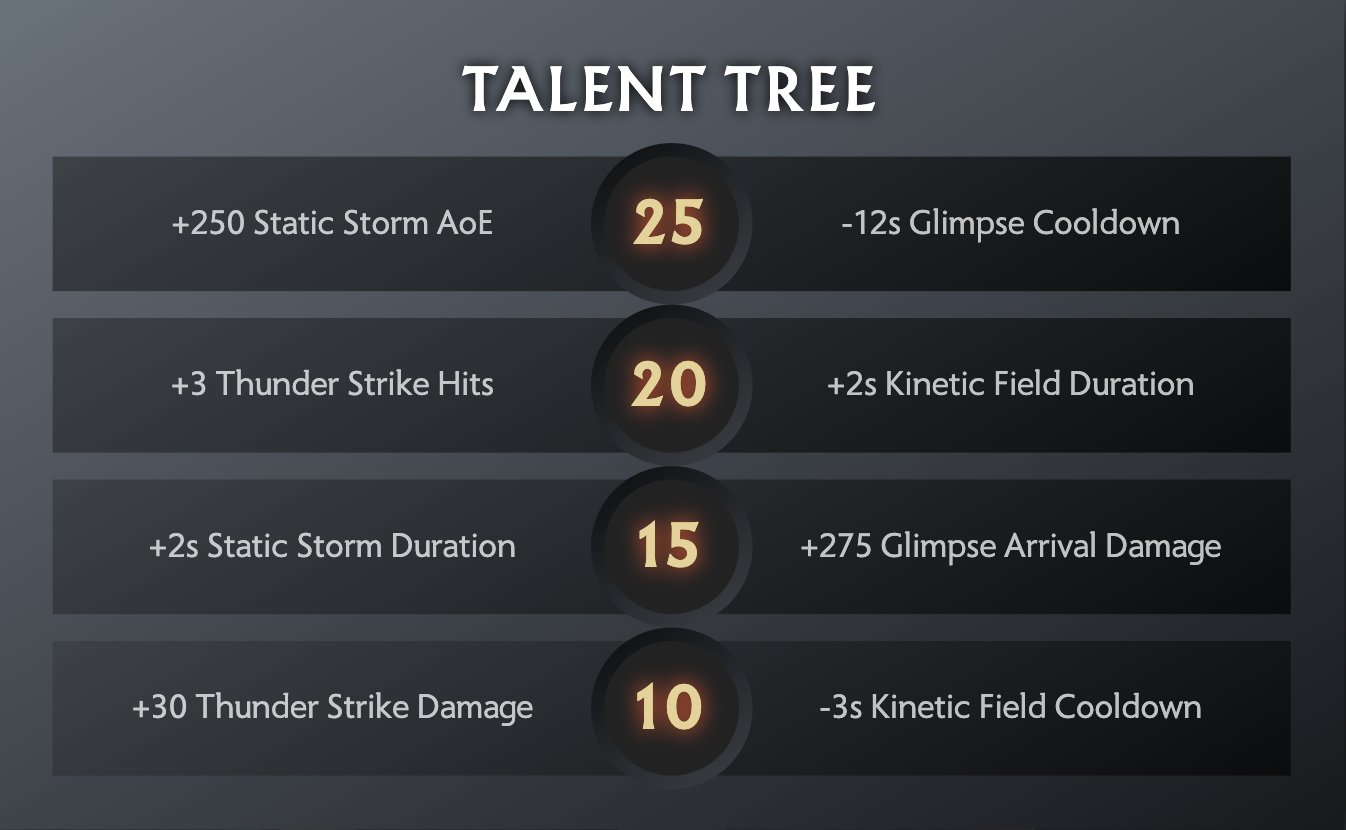 TALENT TREE
+250 Static Storm AoE 25 -12s Glimpse Cooldown
+3 Thunder Strike Hits 20 +2s Kinetic Field Duration
+2s Static Storm Duration 15 +275 Glimpse Arrival Damage
+30 Thunder Strike Damage 10 -3s Kinetic Field Cooldown